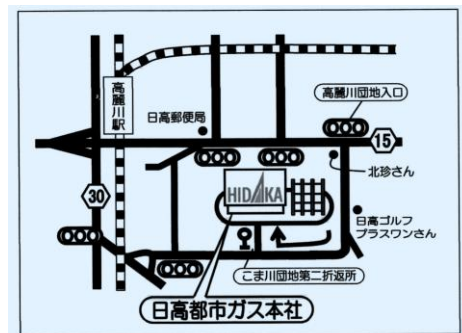 高麗川駅
高麗川団地入口
日高郵便局
15
北珍さん
30
HIDAKA
日高ゴルフ
プラスワンさん
こま川団地第二折返所
日高都市ガス本社